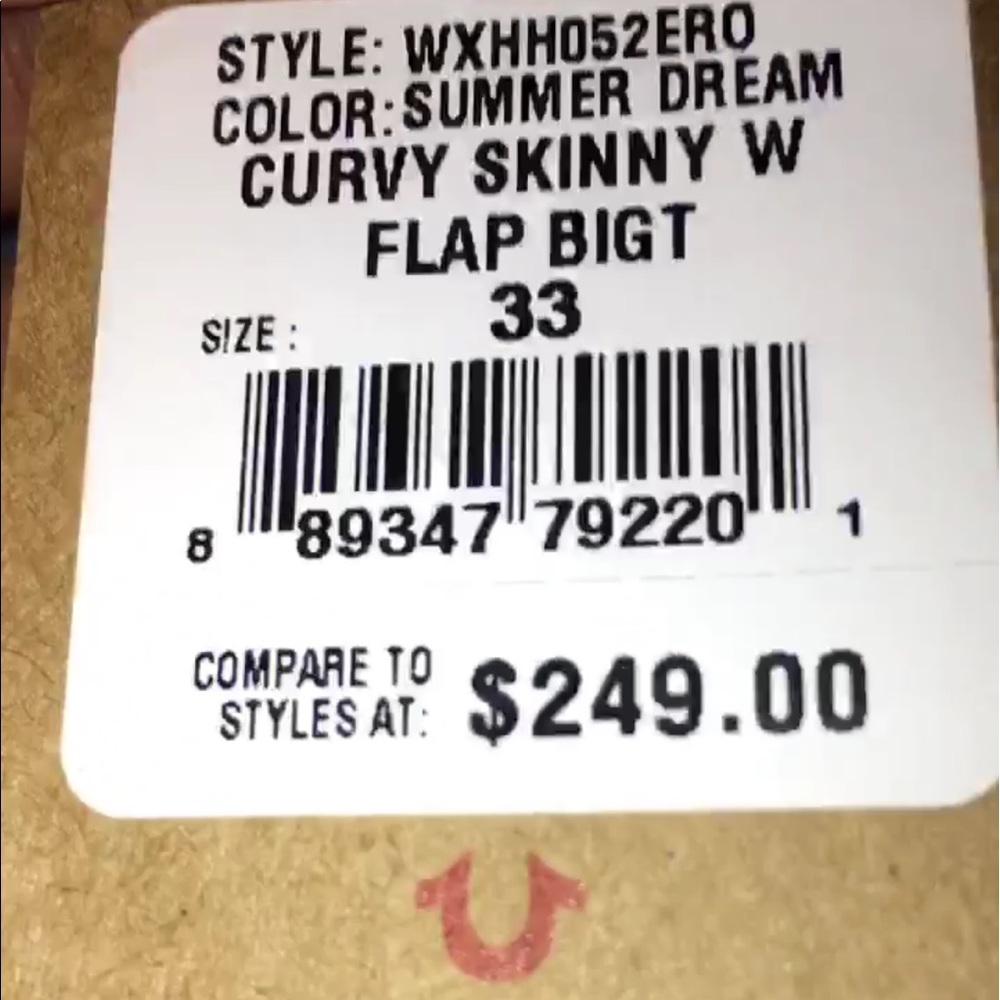 STYLE: WXHH052ERO
COLOR:SUMMER DREAM
CURVY SKINNY W
FLAP BIGT
SIZE : 33
8 89347 79220 1
COMPARE TO
STYLES AT: $249.00